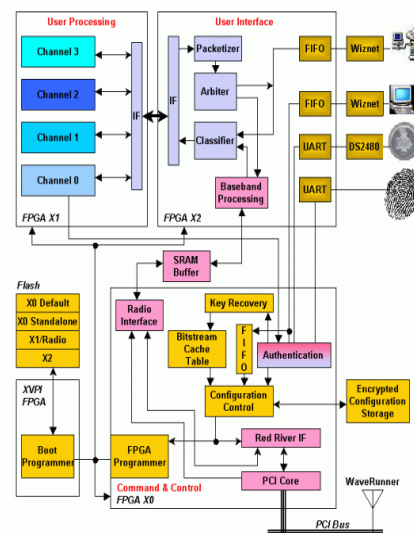 User Processing
User Interface
Channel 3
Channel 2
Channel 1
Channel 0
IF
FPGA X1
IF
Packetizer
Arbiter
Classifier
Baseband
Processing
FPGA X2
FIFO
Wiznet
FIFO
Wiznet
UART
DS2480
UART
SRAM
Buffer
Flash
X0 Default
X0 Standalone
X1/Radio
X2
XVPI
FPGA
Boot
Programmer
Radio
Interface
Key Recovery
Bitstream
Cache
Table
F
I
F
O
Authentication
Configuration
Control
Encrypted
Configuration
Storage
FPGA
Programmer
Red River IF
PCI Core
Command & Control
FPGA X0
WaveRunner
PCI Bus